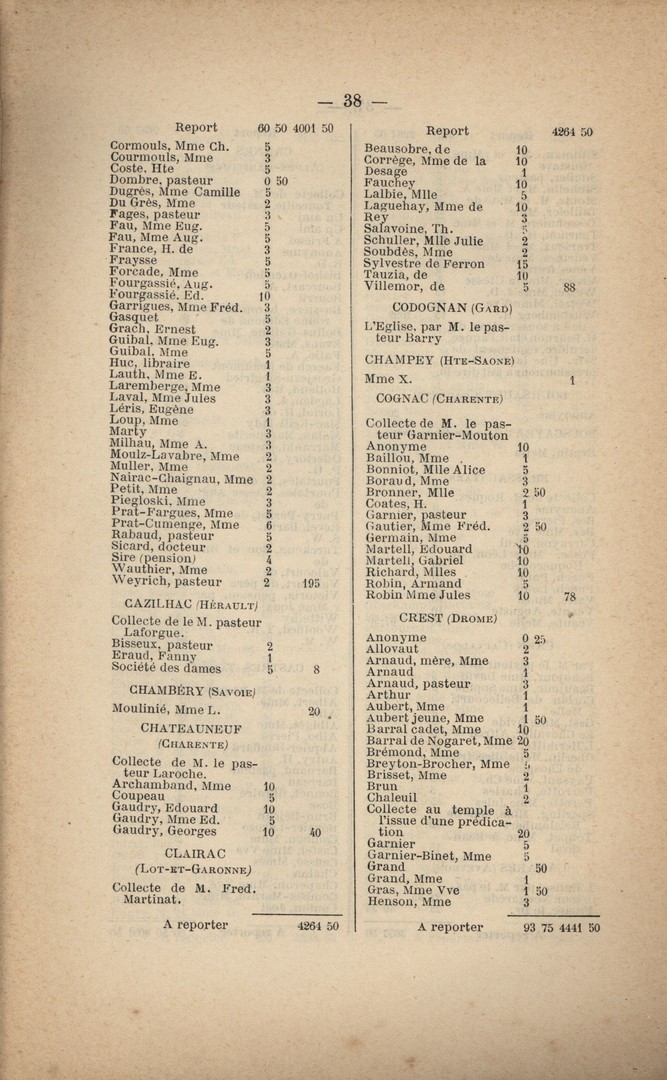 — 38 —
Report 60 50 4001 50
Cormouls, Mme Ch. 5
Courmouls, Mme 3
Coste, Hte 5
Dombre, pasteur 0 50
Dugrès, Mme Camille 5
Du Grès, Mme 2
Fages, pasteur 3
Fau, Mme Eug. 5
Fau, Mme Aug. 5
France, H. de 3
Fraysse 5
Forcade, Mme 5
Fourgassié, Aug. 5
Fourgassié. Ed. 10
Garrigues, Mme Fréd. 3
Gasquet 5
Grach, Ernest 2
Guibal, Mme Eug. 3
Guibal, Mme 5
Huc, libraire 1
Lauth, Mme E. 1
Laremberge, Mme 3
Laval, Mme Jules 3
Léris, Eugène 3
Loup, Mme 1
Marty 3
Milhau, Mme A. 3
Moulz-Lavabre, Mme 2
Muller, Mme 2
Nairac-Chaignau, Mme 2
Petit, Mme 2
Piegloski, Mme 3
Prat-Fargues, Mme 5
Prat-Cumenge, Mme 6
Rabaud, pasteur 5
Sicard, docteur 2
Sire (pension) 4
Wauthier, Mme 2
Weyrich, pasteur 2 195
CAZILHAC (HÉRAULT)
Collecte de le M. pasteur
Laforgue.
Bisseux, pasteur 2
Eraud, Fanny 1
Société des dames 5 8
CHAMBÉRY (SAVOIE)
Moulinié, Mme L. 20
CHATEAUNEUF
(CHARENTE)
Collecte de M. le pas-
teur Laroche.
Archamband, Mme 10
Coupeau 5
Gaudry, Edouard 10
Gaudry, Mme Ed. 5
Gaudry, Georges 10 40
CLAIRAC
(LOT-ET-GARONNE)
Collecte de M. Fred.
Martinat.
A reporter 4264 50
Report 4264 50
Beausobre, de 10
Corrège, Mme de la 10
Desage 1
Fauchey 10
Lalbie, Mlle 5
Laguehay, Mme de 10
Rey 3
Salavoine, Th. 5
Schuller, Mlle Julie 2
Soubdès, Mme 2
Sylvestre de Ferron 15
Tauzia, de 10
Villemor, de 5 88
CODOGNAN (GARD)
L'Eglise, par M. le pas-
teur Barry
CHAMPEY (HTE-SAONE)
Mme X. 1
COGNAC (CHARENTE)
Collecte de M. le pas-
teur Garnier-Mouton
Anonyme 10
Baillou, Mme 1
Bonniot, Mlle Alice 5
Boraud, Mme 3
Bronner, Mlle 2 50
Coates, H. 1
Garnier, pasteur 3
Gautier, Mme Fréd. 2 50
Germain, Mme 5
Martell, Edouard 10
Martell, Gabriel 10
Richard, Mlles 10
Robin, Armand 5
Robin Mme Jules 10 78
CREST (DROME)
Anonyme 0 25
Allovaut 2
Arnaud, mère, Mme 3
Arnaud 1
Arnaud, pasteur 3
Arthur 1
Aubert, Mme 1
Aubert jeune, Mme 1 50
Barral cadet, Mme 10
Barral de Nogaret, Mme 20
Brémond, Mme 5
Breyton-Brocher, Mme 5
Brisset, Mme 2
Brun 1
Chaleuil 2
Collecte au temple à
l'issue d'une prédica-
tion 20
Garnier 5
Garnier-Binet, Mme 5
Grand 50
Grand, Mme 1
Gras, Mme Vve 1 50
Henson, Mme 3
A reporter 93 75 4441 50